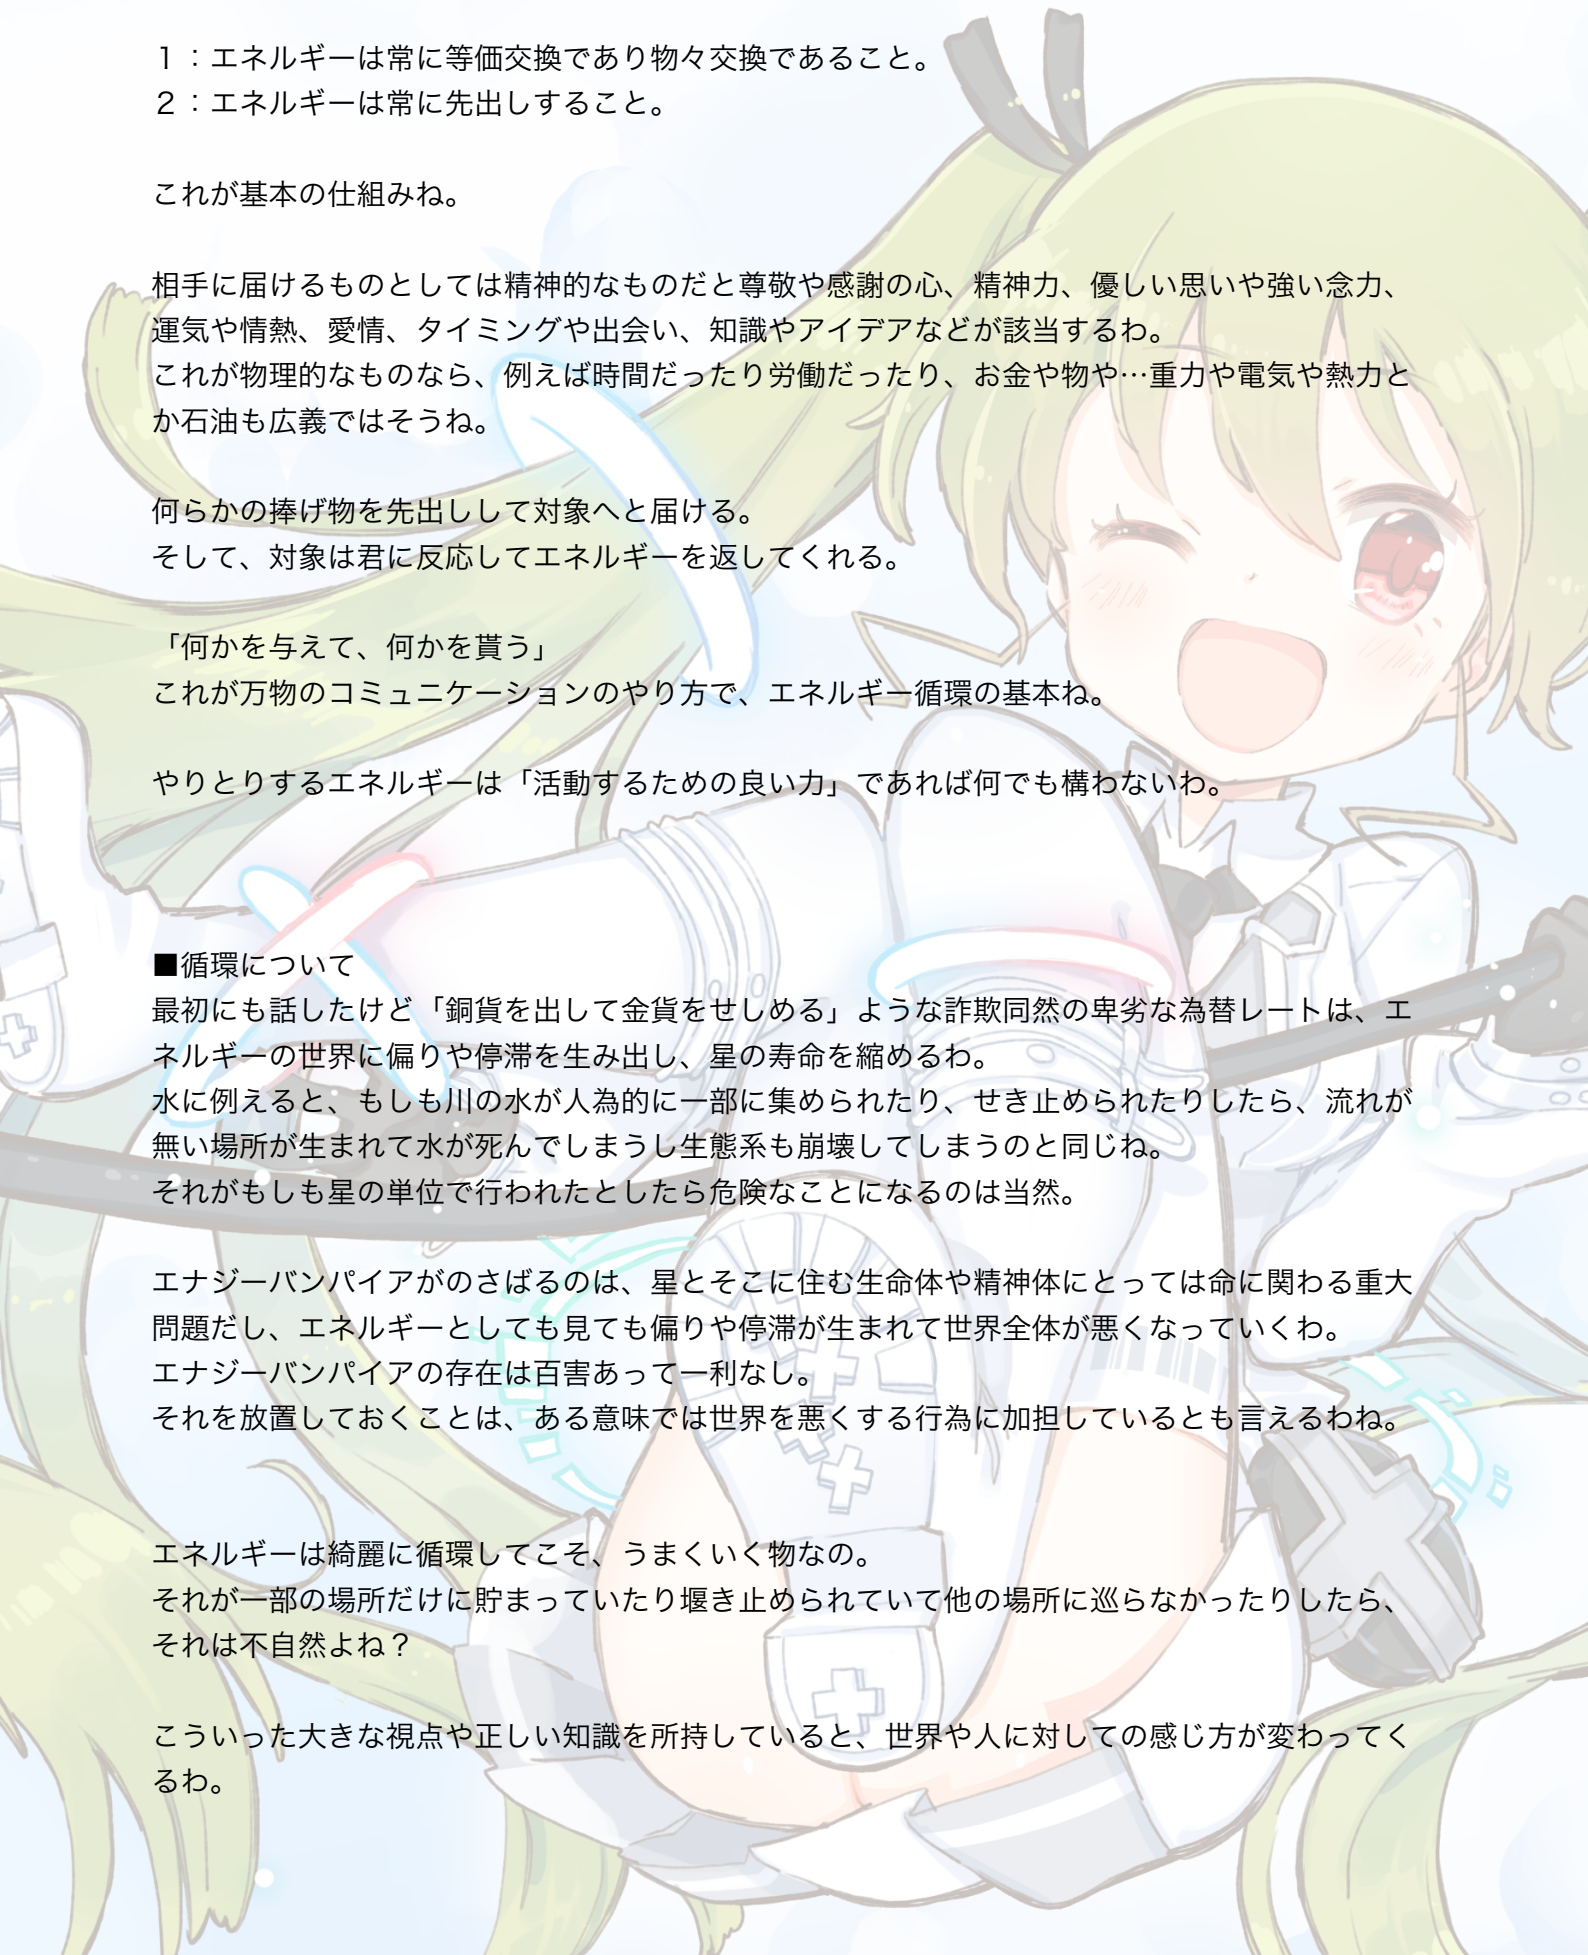 １：エネルギーは常に等価交換であり物々交換であること。
２：エネルギーは常に先出しすること。
これが基本の仕組みね。
相手に届けるものとしては精神的なものだと尊敬や感謝の心、精神力、優しい思いや強い念力、
運気や情熱、愛情、タイミングや出会い、知識やアイデアなどが該当するわ。
これが物理的なものなら、例えば時間だったり労働だったり、お金や物や…重力や電気や熱力と
か石油も広義ではそうね。
何らかの捧げ物を先出しして対象へと届ける。
そして、対象は君に反応してエネルギーを返してくれる。
「何かを与えて、何かを貰う」
これが万物のコミュニケーションのやり方で、エネルギー循環の基本ね。
やりとりするエネルギーは「活動するための良い力」であれば何でも構わないわ。
■循環について
最初にも話したけど「銅貨を出して金貨をせしめる」ような詐欺同然の卑劣な為替レートは、エ
ネルギーの世界に偏りや停滞を生み出し、星の寿命を縮めるわ。
水に例えると、もしも川の水が人為的に一部に集められたり、せき止められたりしたら、流れが
無い場所が生まれて水が死んでしまうし生態系も崩壊してしまうのと同じね。
それがもしも星の単位で行われたとしたら危険なことになるのは当然。
エナジーバンパイアがのさばるのは、星とそこに住む生命体や精神体にとっては命に関わる重大
問題だし、エネルギーとしても見ても偏りや停滞が生まれて世界全体が悪くなっていくわ。
エナジーバンパイアの存在は百害あって一利なし。
それを放置しておくことは、ある意味では世界を悪くする行為に加担しているとも言えるわね。
エネルギーは綺麗に循環してこそ、うまくいく物なの。
それが一部の場所だけに貯まっていたり堰き止められていて他の場所に巡らなかったりしたら、
それは不自然よね？
こういった大きな視点や正しい知識を所持していると、世界や人に対しての感じ方が変わってく
るわ。